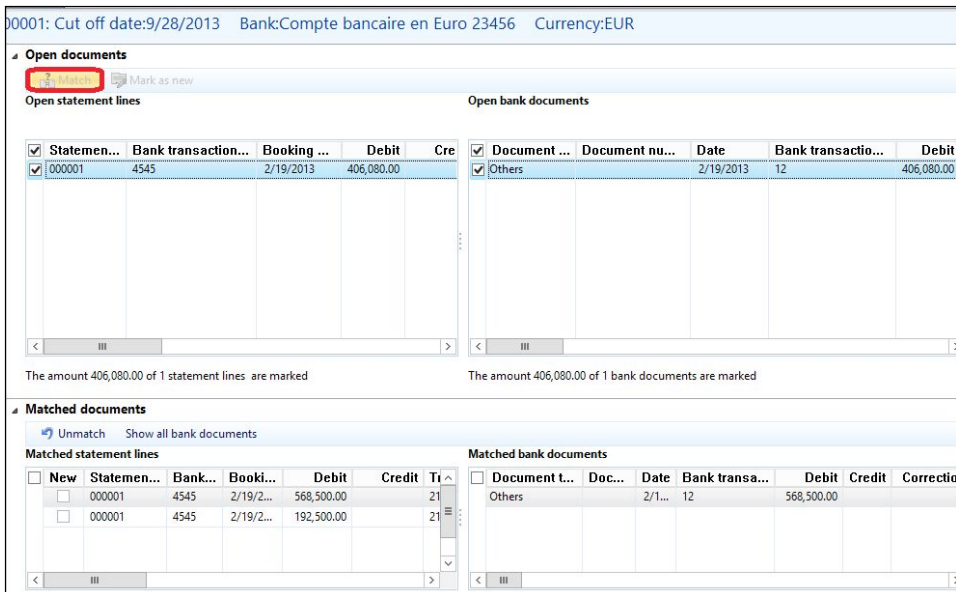 00001: Cut off date:9/28/2013 Bank:Compte bancaire en Euro 23456 Currency:EUR
Open documents
Match Mark as new
Open statement lines Open bank documents
Statemen... Bank transaction... Booking ... Debit Cre Document ... Document nu... Date Bank transactio... Debit
000001 4545 2/19/2013 406,080.00 Others 2/19/2013 12 406,080.00
The amount 406,080.00 of 1 statement lines are marked The amount 406,080.00 of 1 bank documents are marked
Matched documents
Unmatch Show all bank documents
Matched statement lines Matched bank documents
New Statemen... Bank... Booki... Debit Credit Document t... Doc... Date Bank transa... Debit Credit Correctio
000001 4545 2/19/2... 568,500.00 21 Others 2/1... 12 568,500.00
000001 4545 2/19/2... 192,500.00 21